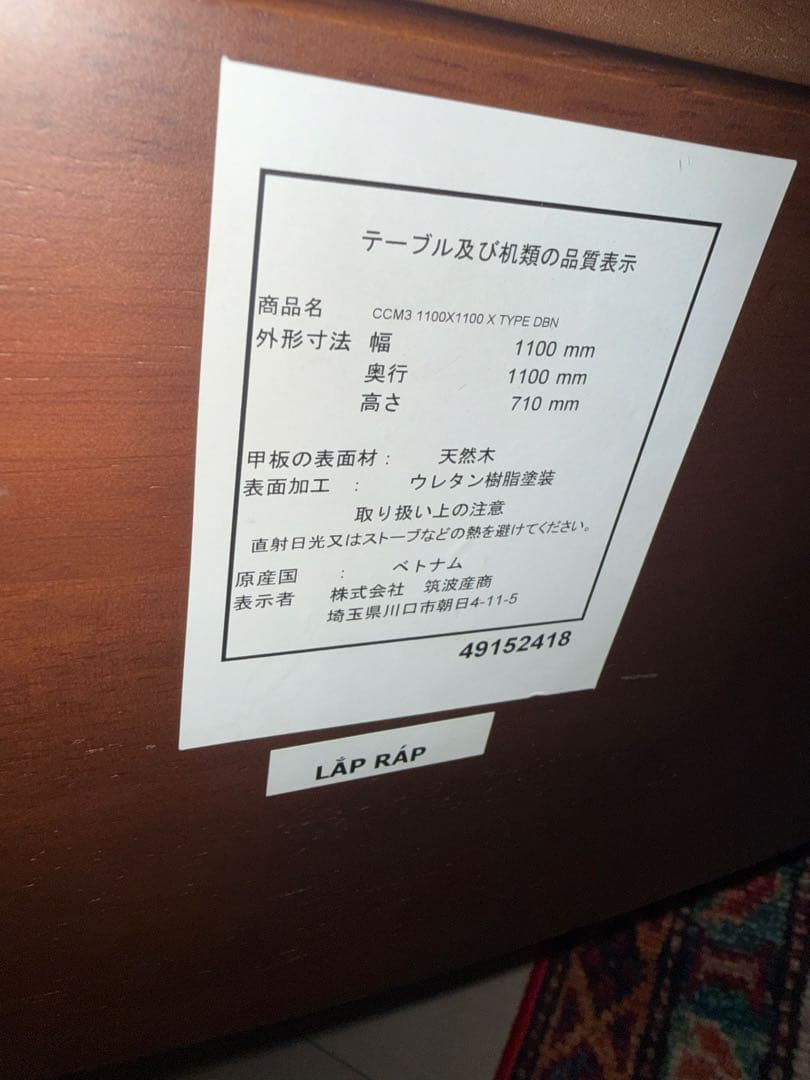 テーブル及び机類の品質表示
商品名 CCM3 1100X1100 X TYPE DBN
外形寸法 幅 1100 mm
奥行 1100 mm
高さ 710 mm
甲板の表面材 : 天然木
表面加工 : ウレタン樹脂塗装
取り扱い上の注意
直射日光又はストーブなどの熱を避けてください。
原産国 : ベトナム
表示者 株式会社 筑波産商
埼玉県川口市朝日4-11-5
49152418
LẮP RÁP